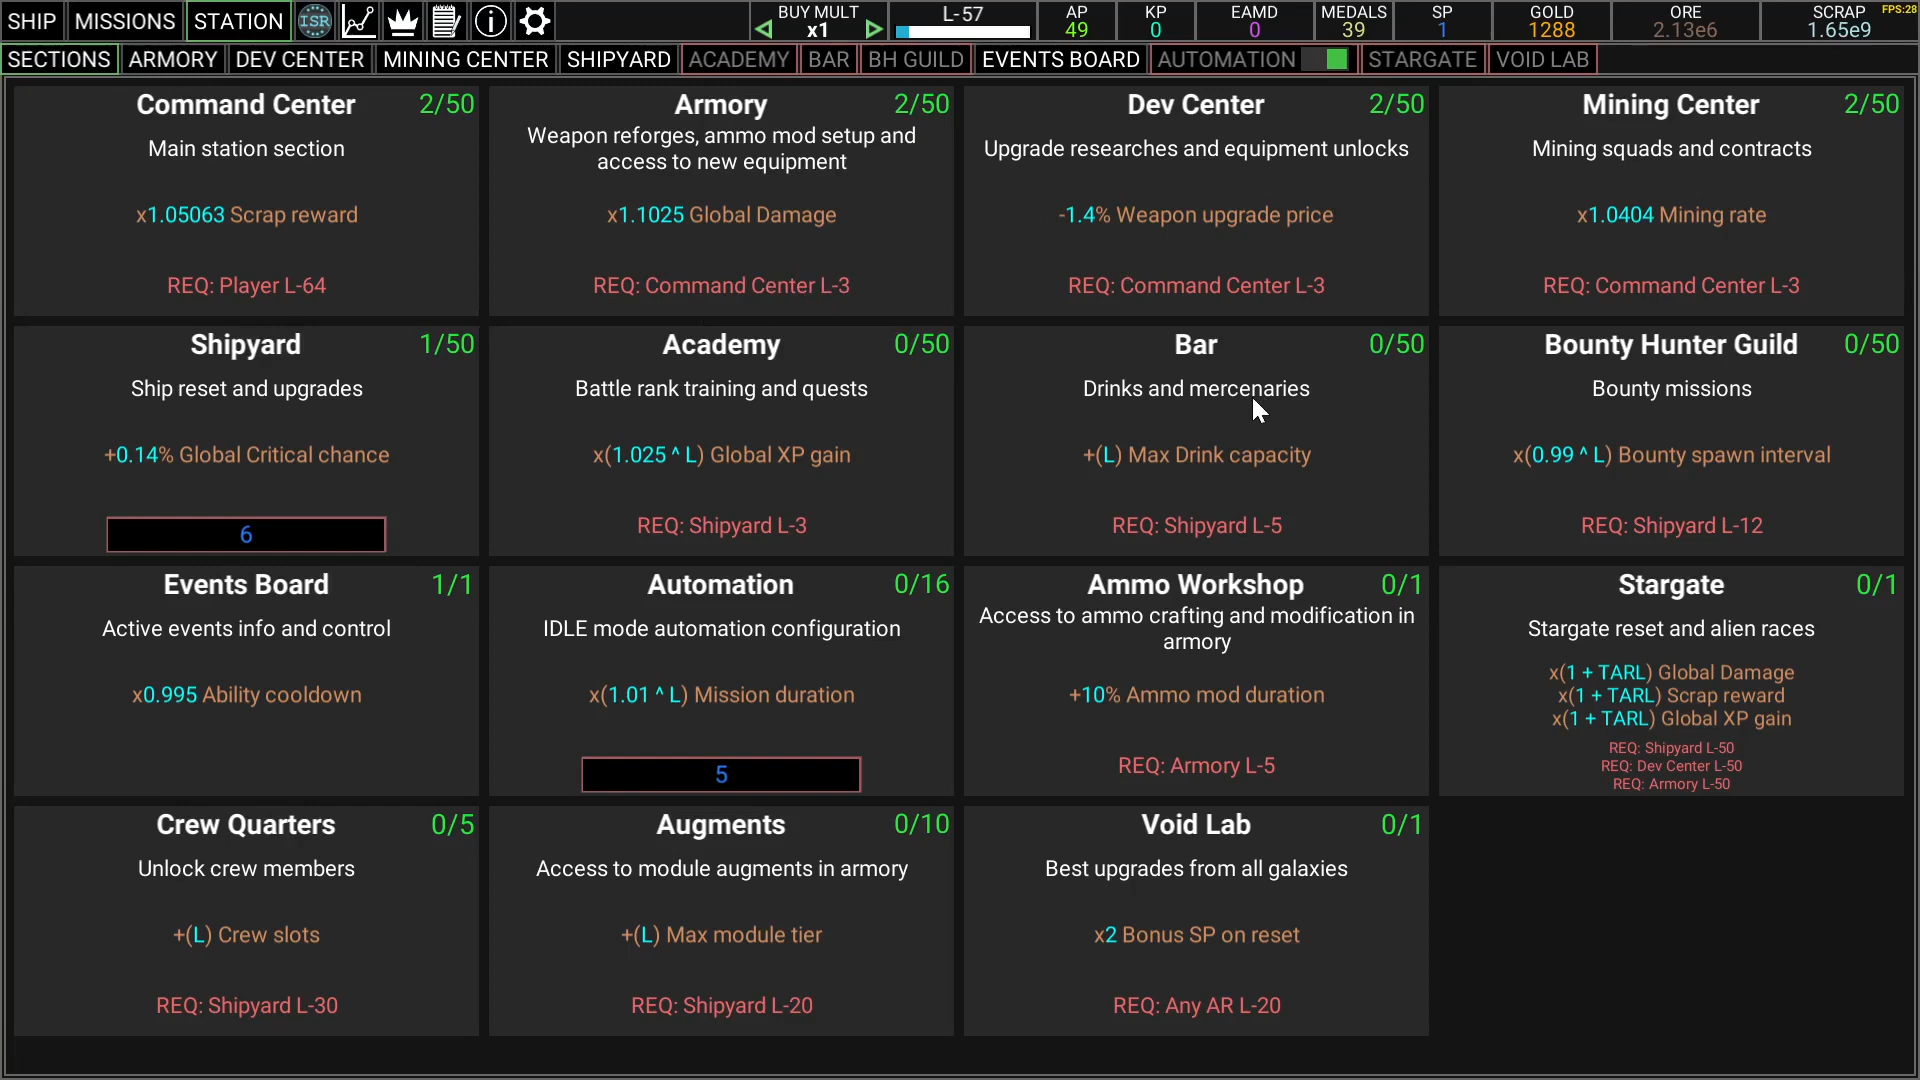 SHIP MISSIONS STATION ISR BUY MULT x1 L-57 AP 49 KP 0 EAMD 0 MEDALS 39 SP 1 GOLD 1288 ORE 2.13e6 SCRAP 1.65e9 FPS:28
SECTIONS ARMORY DEV CENTER MINING CENTER SHIPYARD ACADEMY BAR BH GUILD EVENTS BOARD AUTOMATION STARGATE VOID LAB
Command Center 2/50
Main station section
x1.05063 Scrap reward
REQ: Player L-64
Armory 2/50
Weapon reforges, ammo mod setup and
access to new equipment
x1.1025 Global Damage
REQ: Command Center L-3
Dev Center 2/50
Upgrade researches and equipment unlocks
-1.4% Weapon upgrade price
REQ: Command Center L-3
Mining Center 2/50
Mining squads and contracts
x1.0404 Mining rate
REQ: Command Center L-3
Shipyard 1/50
Ship reset and upgrades
+0.14% Global Critical chance
6
Academy 0/50
Battle rank training and quests
x(1.025 ^ L) Global XP gain
REQ: Shipyard L-3
Bar 0/50
Drinks and mercenaries
+(L) Max Drink capacity
REQ: Shipyard L-5
Bounty Hunter Guild 0/50
Bounty missions
x(0.99 ^ L) Bounty spawn interval
REQ: Shipyard L-12
Events Board 1/1
Active events info and control
x0.995 Ability cooldown
Automation 0/16
IDLE mode automation configuration
x(1.01 ^ L) Mission duration
5
Ammo Workshop 0/1
Access to ammo crafting and modification in
armory
+10% Ammo mod duration
REQ: Armory L-5
Stargate 0/1
Stargate reset and alien races
x(1 + TARL) Global Damage
x(1 + TARL) Scrap reward
x(1 + TARL) Global XP gain
REQ: Shipyard L-50
REQ: Dev Center L-50
REQ: Armory L-50
Crew Quarters 0/5
Unlock crew members
+(L) Crew slots
REQ: Shipyard L-30
Augments 0/10
Access to module augments in armory
+(L) Max module tier
REQ: Shipyard L-20
Void Lab 0/1
Best upgrades from all galaxies
x2 Bonus SP on reset
REQ: Any AR L-20